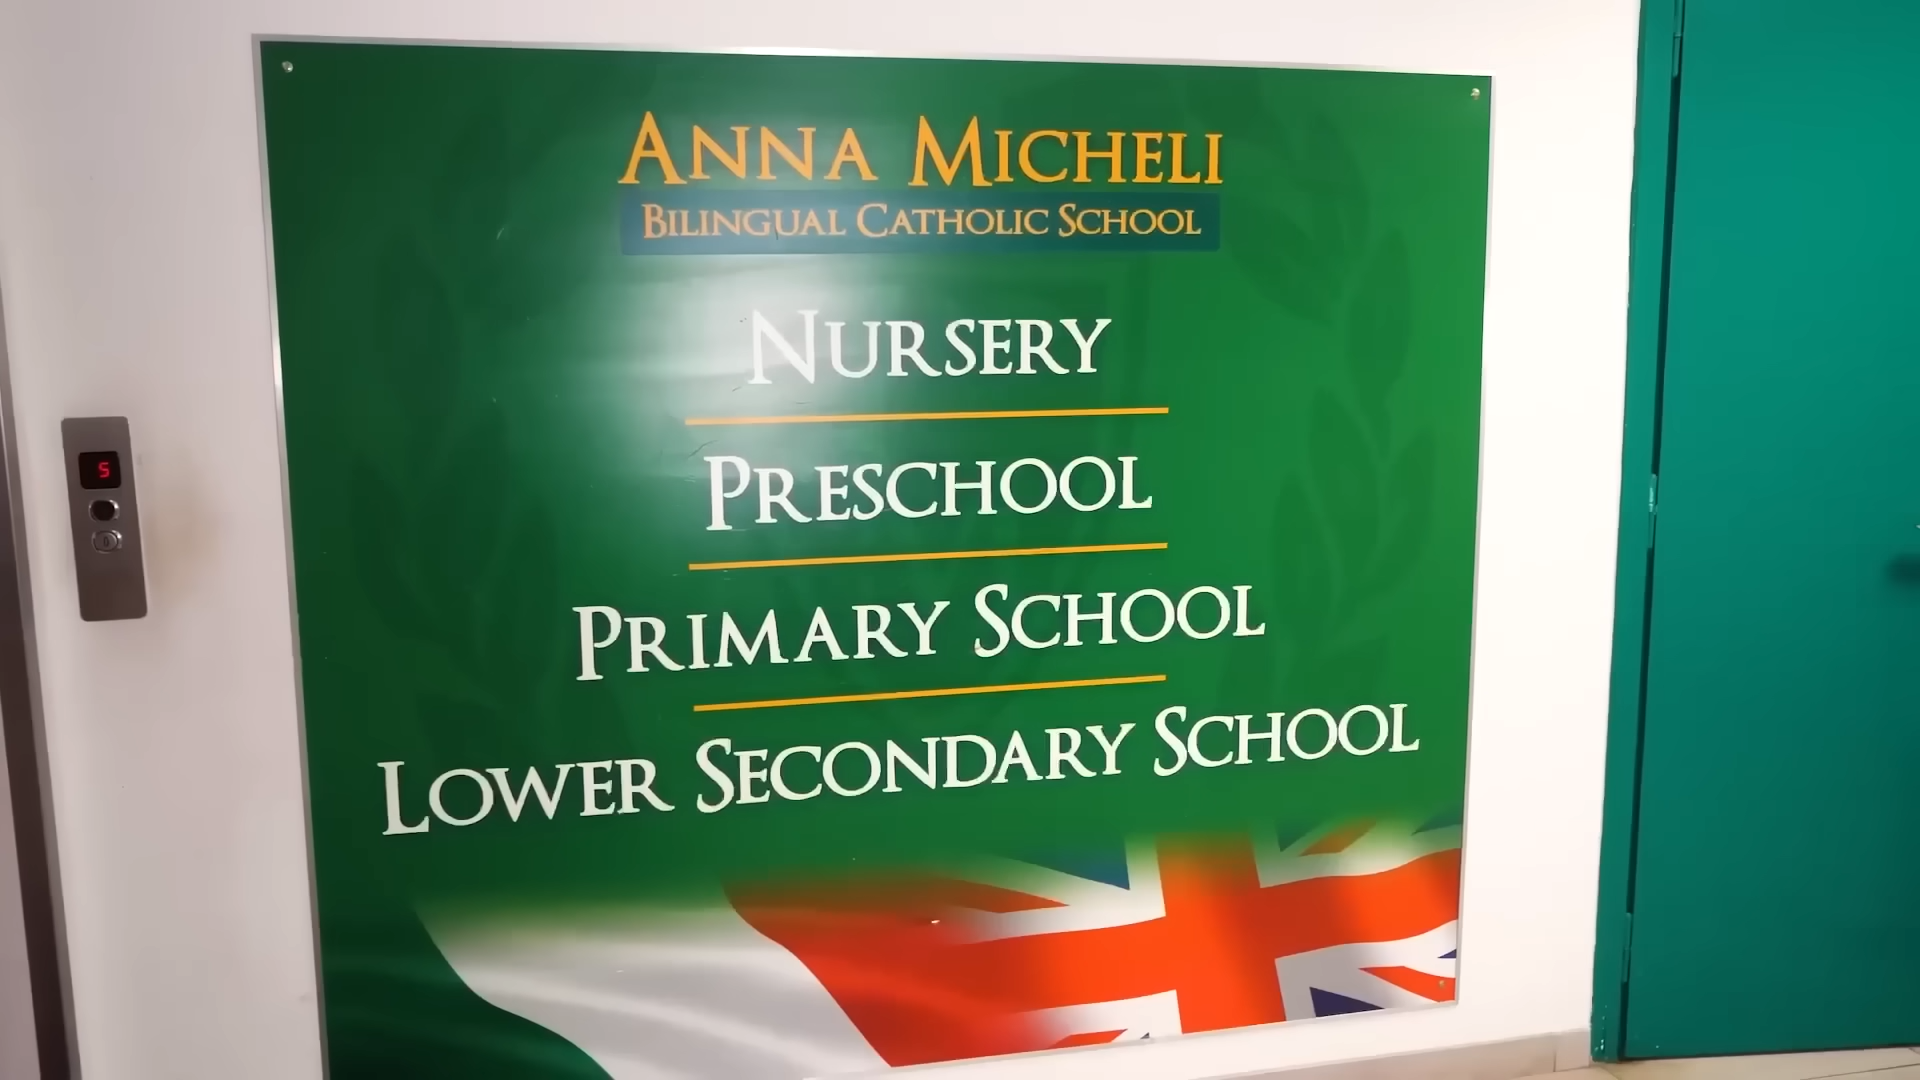 ANNA MICHELI
BILINGUAL CATHOLIC SCHOOL
NURSERY
PRESCHOOL
PRIMARY SCHOOL
LOWER SECONDARY SCHOOL
5